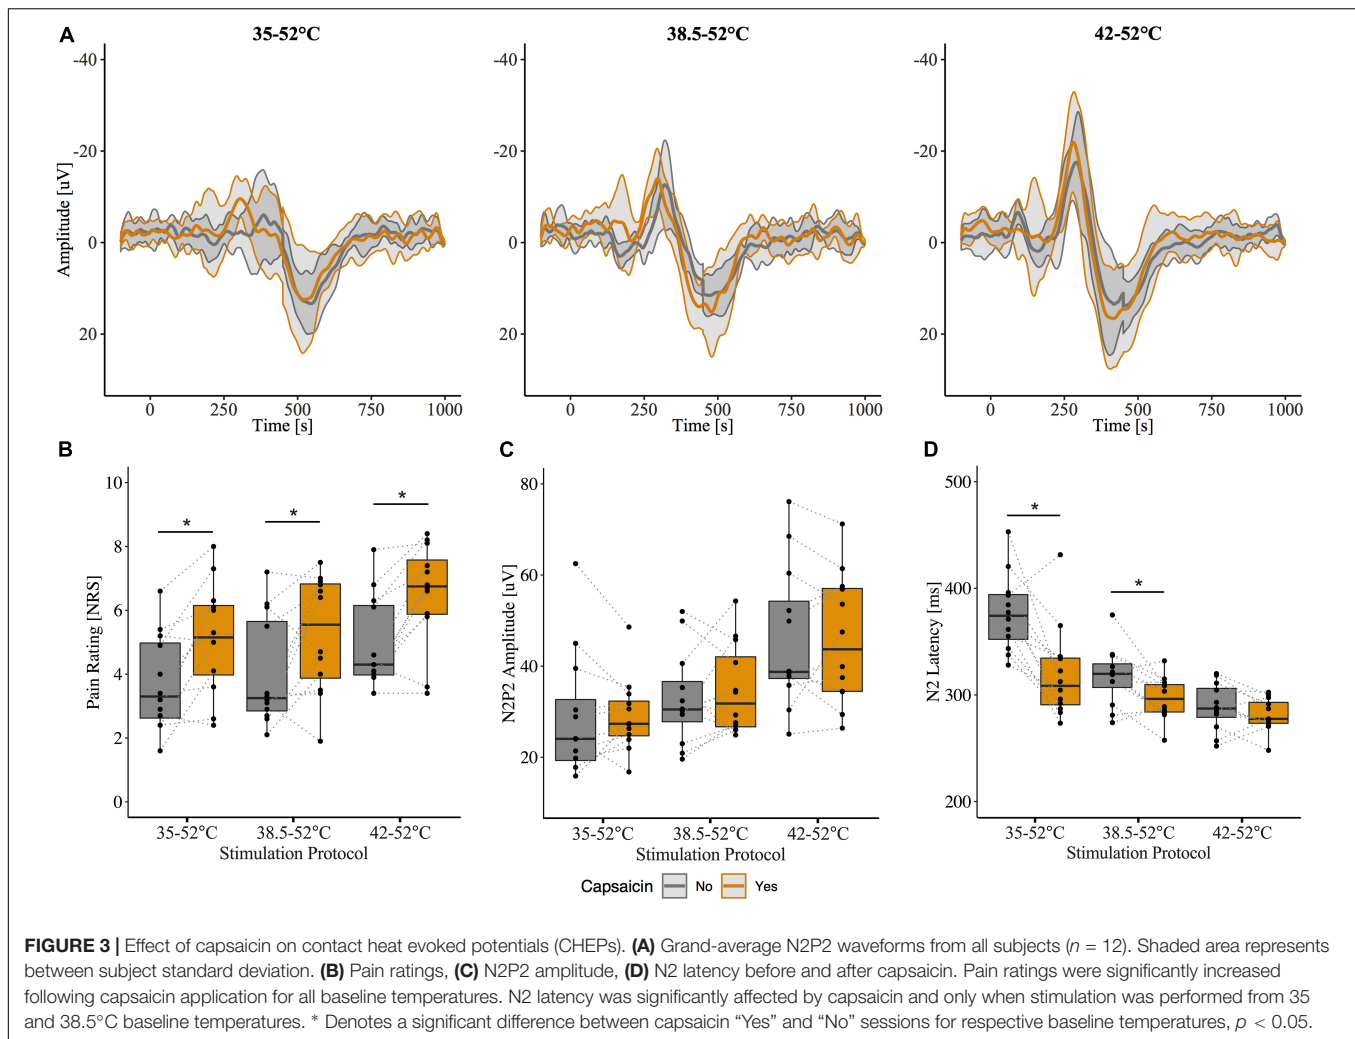 A
35-52°C
38.5-52°C
42-52°C
Amplitude [uV]
-40
-20
0
20
-40
-20
0
20
-40
-20
0
20
0 250 500 750 1000
0 250 500 750 1000
0 250 500 750 1000
Time [s]
Time [s]
Time [s]
B
Pain Rating [NRS]
10
8
6
4
2
0
*
*
*
35-52°C 38.5-52°C 42-52°C
Stimulation Protocol
C
N2P2 Amplitude [uV]
80
60
40
20
35-52°C 38.5-52°C 42-52°C
Stimulation Protocol
D
N2 Latency [ms]
500
400
300
200
*
*
35-52°C 38.5-52°C 42-52°C
Stimulation Protocol
Capsaicin No Yes
FIGURE 3 | Effect of capsaicin on contact heat evoked potentials (CHEPs). (A) Grand-average N2P2 waveforms from all subjects (n = 12). Shaded area represents
between subject standard deviation. (B) Pain ratings, (C) N2P2 amplitude, (D) N2 latency before and after capsaicin. Pain ratings were significantly increased
following capsaicin application for all baseline temperatures. N2 latency was significantly affected by capsaicin and only when stimulation was performed from 35
and 38.5°C baseline temperatures. * Denotes a significant difference between capsaicin “Yes” and “No” sessions for respective baseline temperatures, p < 0.05.